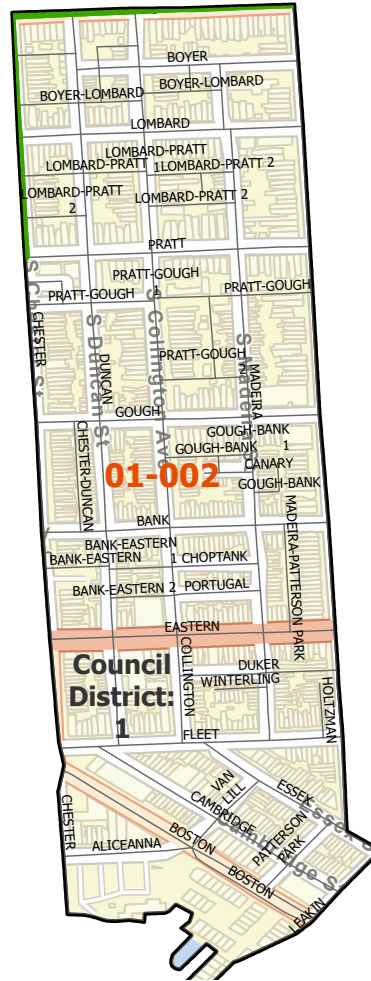 BOYER
BOYER-LOMBARD
BOYER-LOMBARD
LOMBARD
LOMBARD-PRATT
1
LOMBARD-PRATT
LOMBARD-PRATT 2
LOMBARD-PRATT
2
LOMBARD-PRATT 2
PRATT
PRATT-GOUGH
1
PRATT-GOUGH
PRATT-GOUGH
S Duncan St
S Collington Ave
CHESTER
PRATT-GOUGH
2
DUNCAN
MADEIRA
GOUGH
CHESTER-DUNCAN
GOUGH-BANK
1
GOUGH-BANK
CANARY
GOUGH-BANK
01-002
BANK
MADEIRA-PATTERSON PARK
BANK-EASTERN
1
BANK-EASTERN
CHOPTANK
BANK-EASTERN 2
PORTUGAL
EASTERN
COLLINGTON
Council
District:
1
DUKER
WINTERLING
HOLTZMAN
FLEET
VAN
LILL
ESSEX
CHESTER
CAMBRIDGE
BOSTON
PATTERSON
PARK
ALICEANNA
BOSTON
LEAKIN